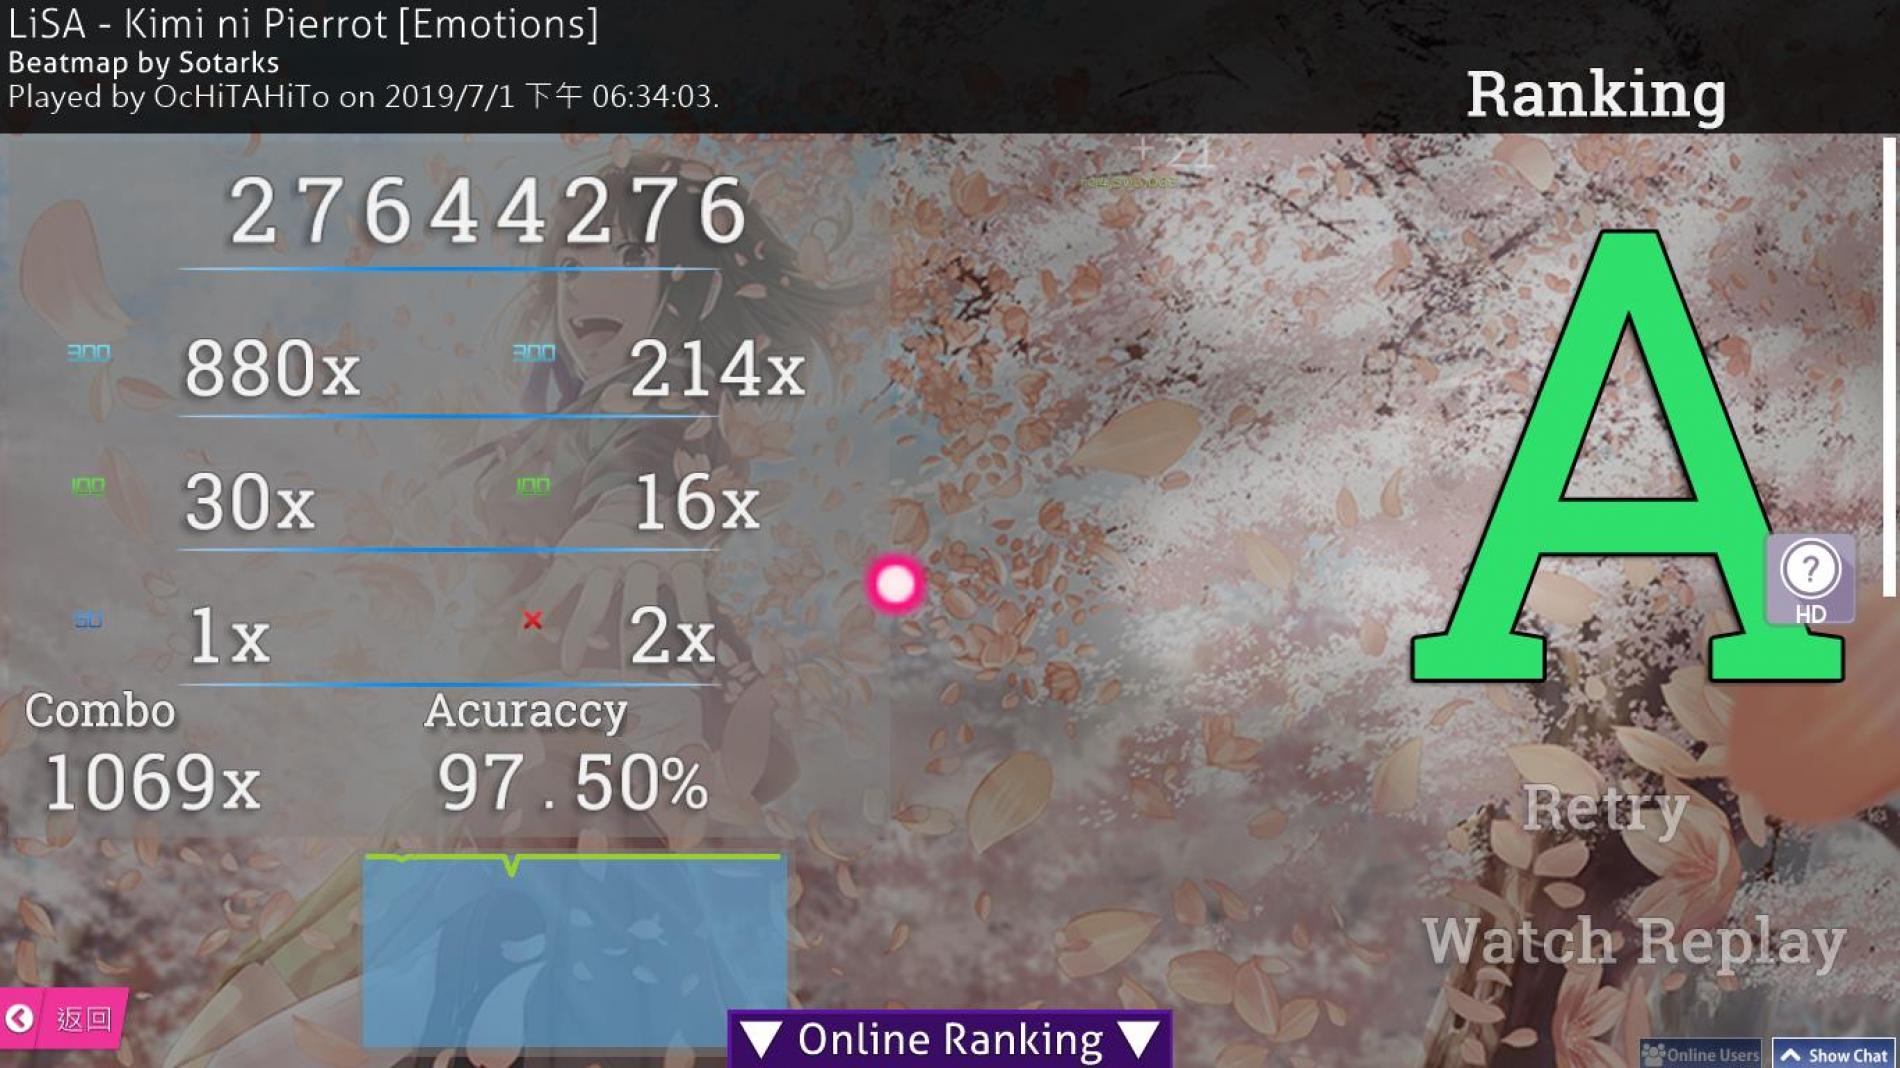 LiSA - Kimi ni Pierrot [Emotions]
Beatmap by Sotarks
Played by OcHiTAHiTo on 2019/7/1 下午 06:34:03.
Ranking
27644276
300 880x 300 214x
100 30x 100 16x
50 1x 2x
Combo Acuraccy
1069x 97.50%
HD
Retry
Watch Replay
返回
Online Ranking
Online Users
Show Chat